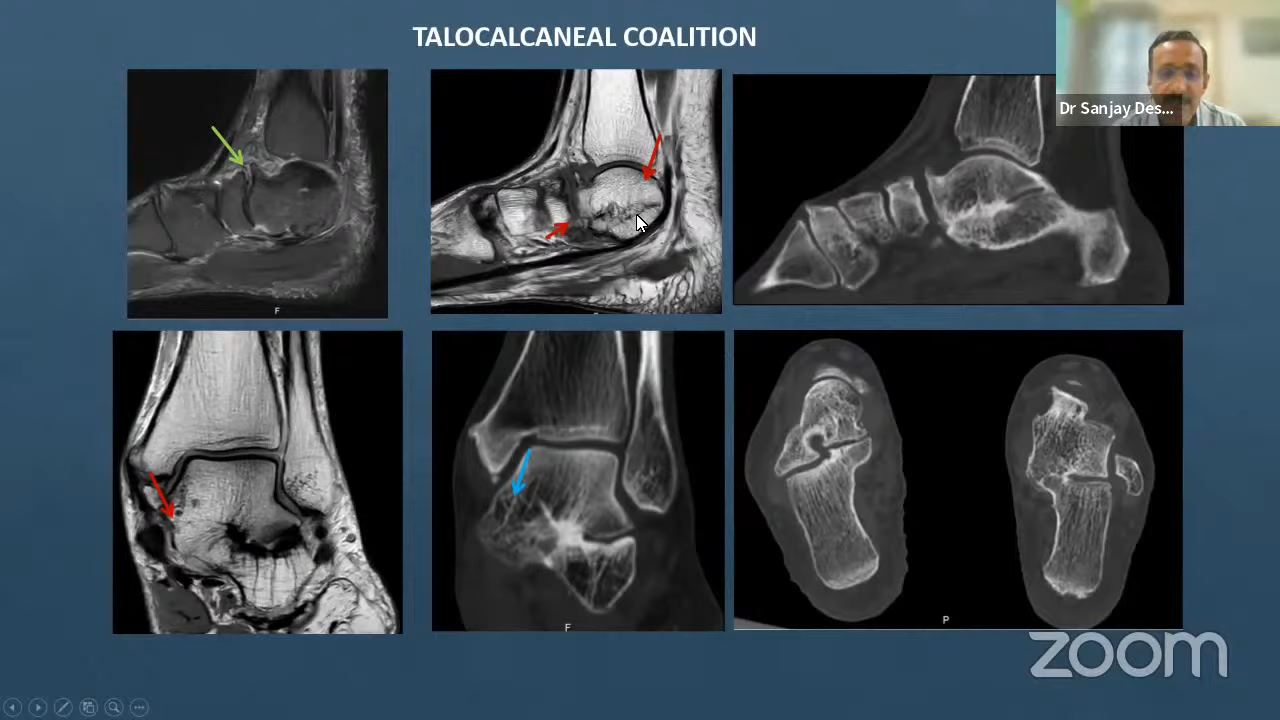 TALOCALCANEAL COALITION
Dr Sanjay Des...
F
F
P
zoom